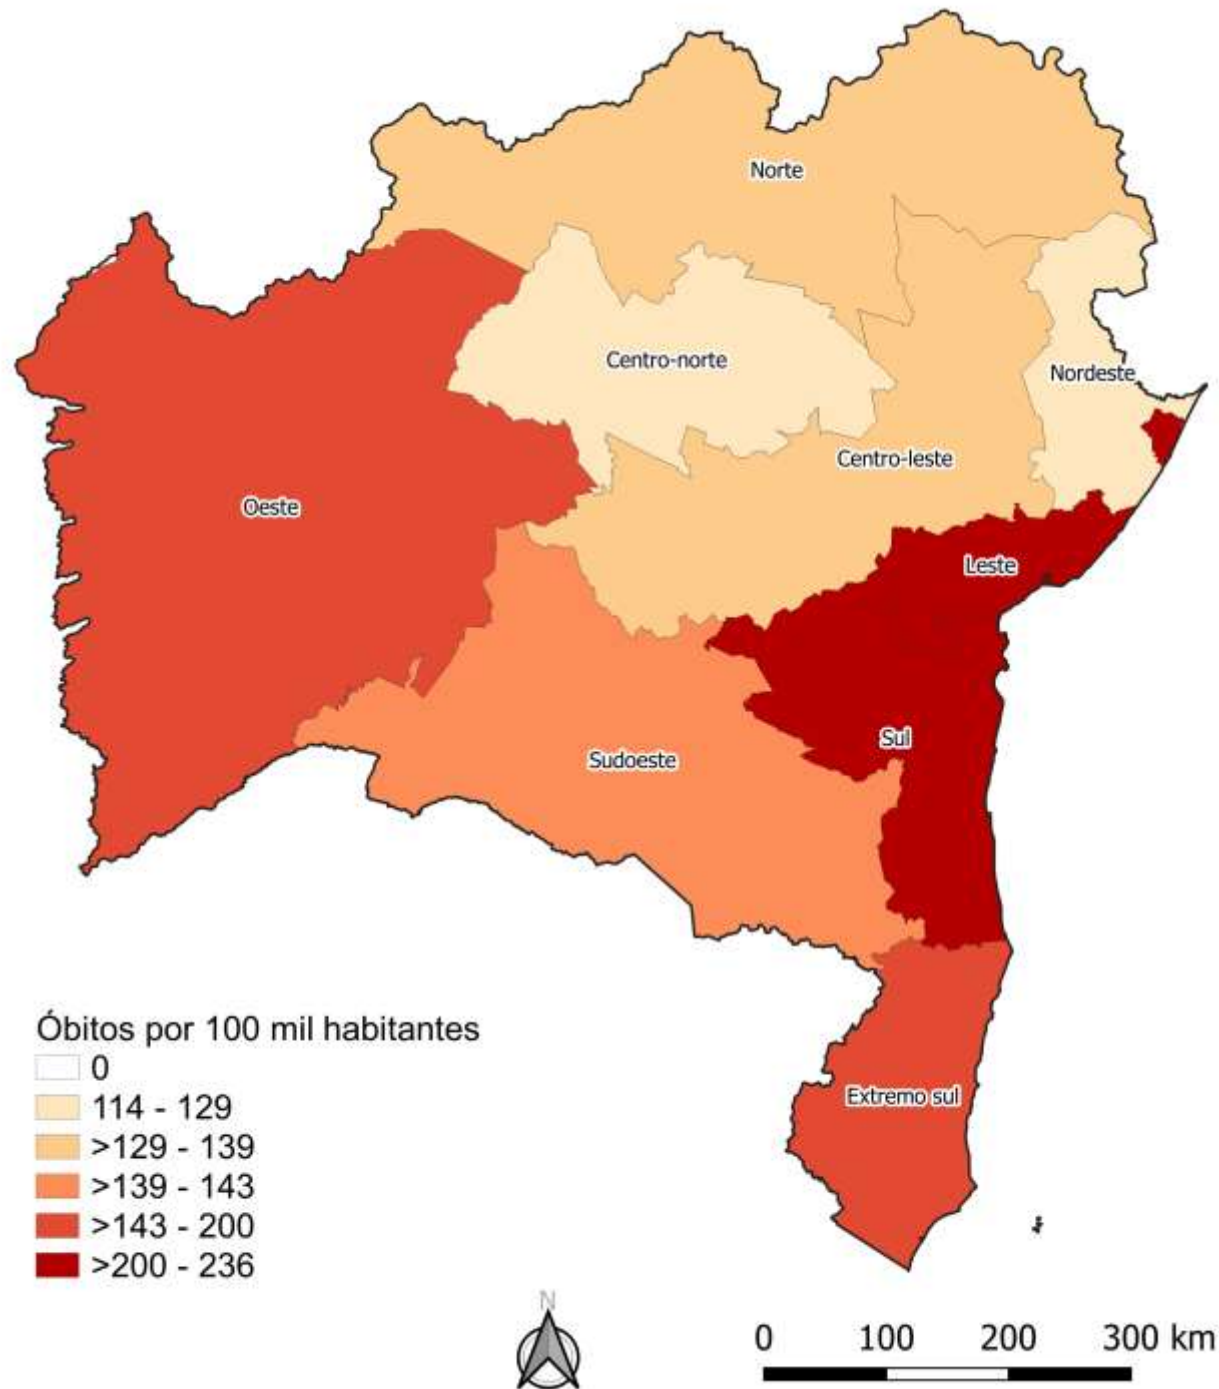 Norte
Centro-norte
Nordeste
Centro-leste
Oeste
Leste
Sul
Sudoeste
Extremo sul
Óbitos por 100 mil habitantes
0
114 - 129
>129 - 139
>139 - 143
>143 - 200
>200 - 236
N
0 100 200 300 km